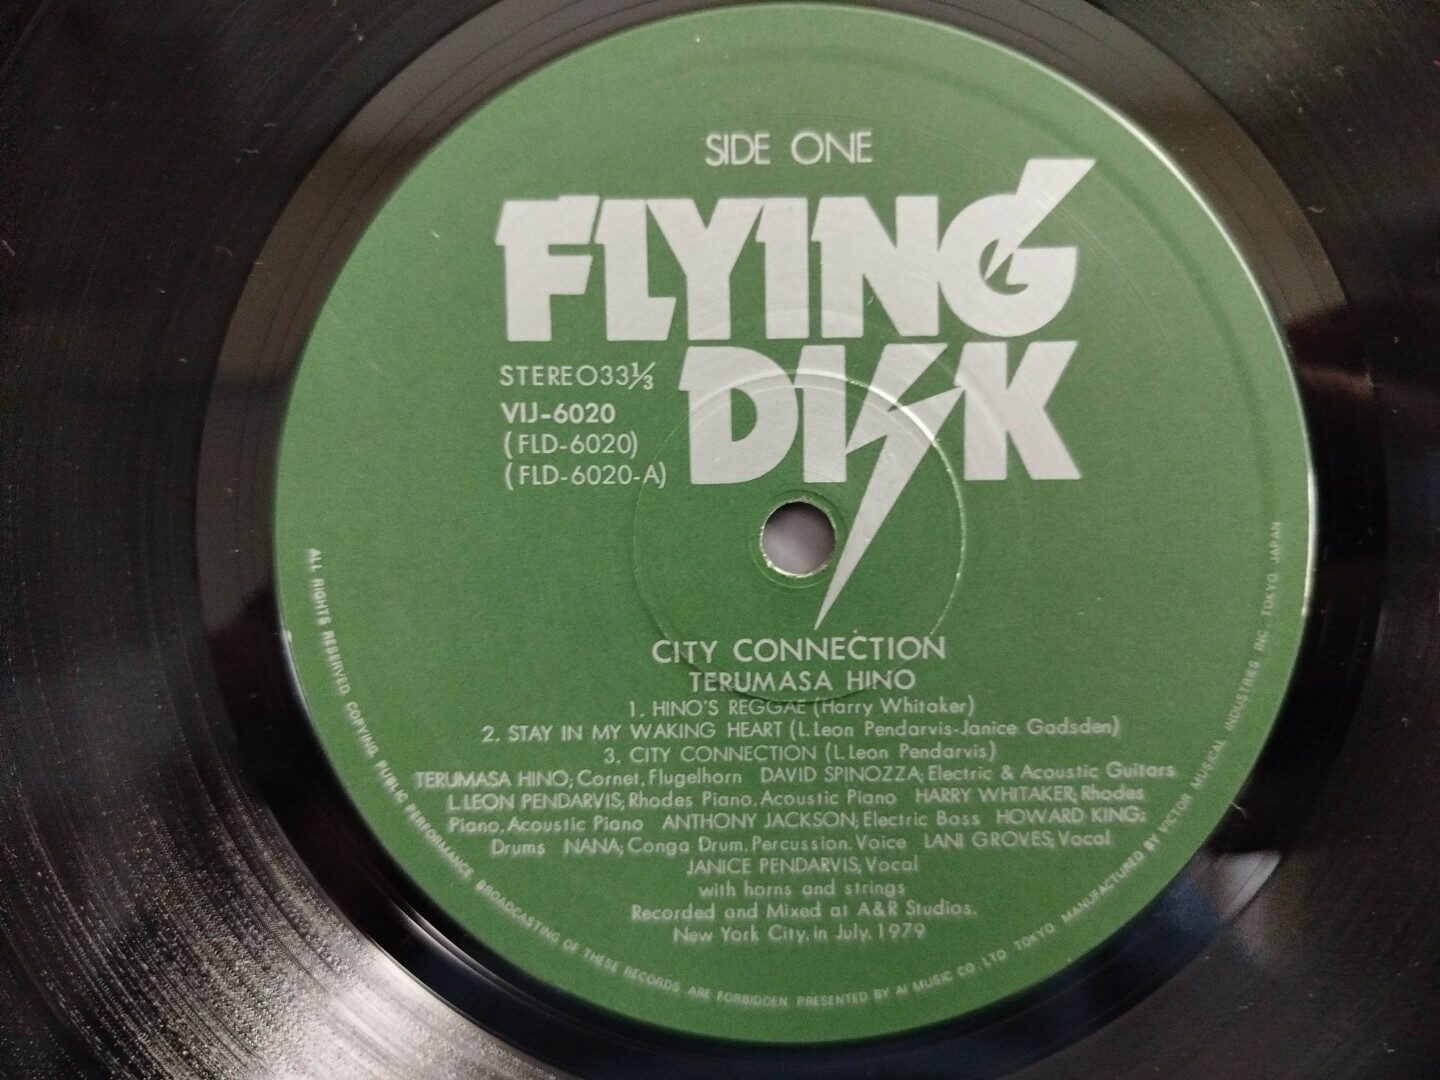 SIDE ONE
FLYING
DISK
STEREO 33⅓
VIJ-6020
(FLD-6020)
(FLD-6020-A)
CITY CONNECTION
TERUMASA HINO
1. HINO'S REGGAE (Harry Whitaker)
2. STAY IN MY WAKING HEART (L.Leon Pendarvis-Janice Gadsden)
3. CITY CONNECTION (L.Leon Pendarvis)
TERUMASA HINO; Cornet, Flugelhorn DAVID SPINOZZA; Electric & Acoustic Guitars
L.LEON PENDARVIS; Rhodes Piano, Acoustic Piano HARRY WHITAKER; Rhodes
Piano, Acoustic Piano ANTHONY JACKSON; Electric Bass HOWARD KING;
Drums NANA; Conga Drum, Percussion, Voice LANI GROVES; Vocal
JANICE PENDARVIS; Vocal
with horns and strings
Recorded and Mixed at A&R Studios,
New York City, in July, 1979
ALL RIGHTS RESERVED COPYING, PUBLIC PERFORMANCE, BROADCASTING OF THESE RECORDS ARE FORBIDDEN PRESENTED BY AI MUSIC CO., LTD. TOKYO MANUFACTURED BY VICTOR MUSICAL INDUSTRIES INC. TOKYO JAPAN